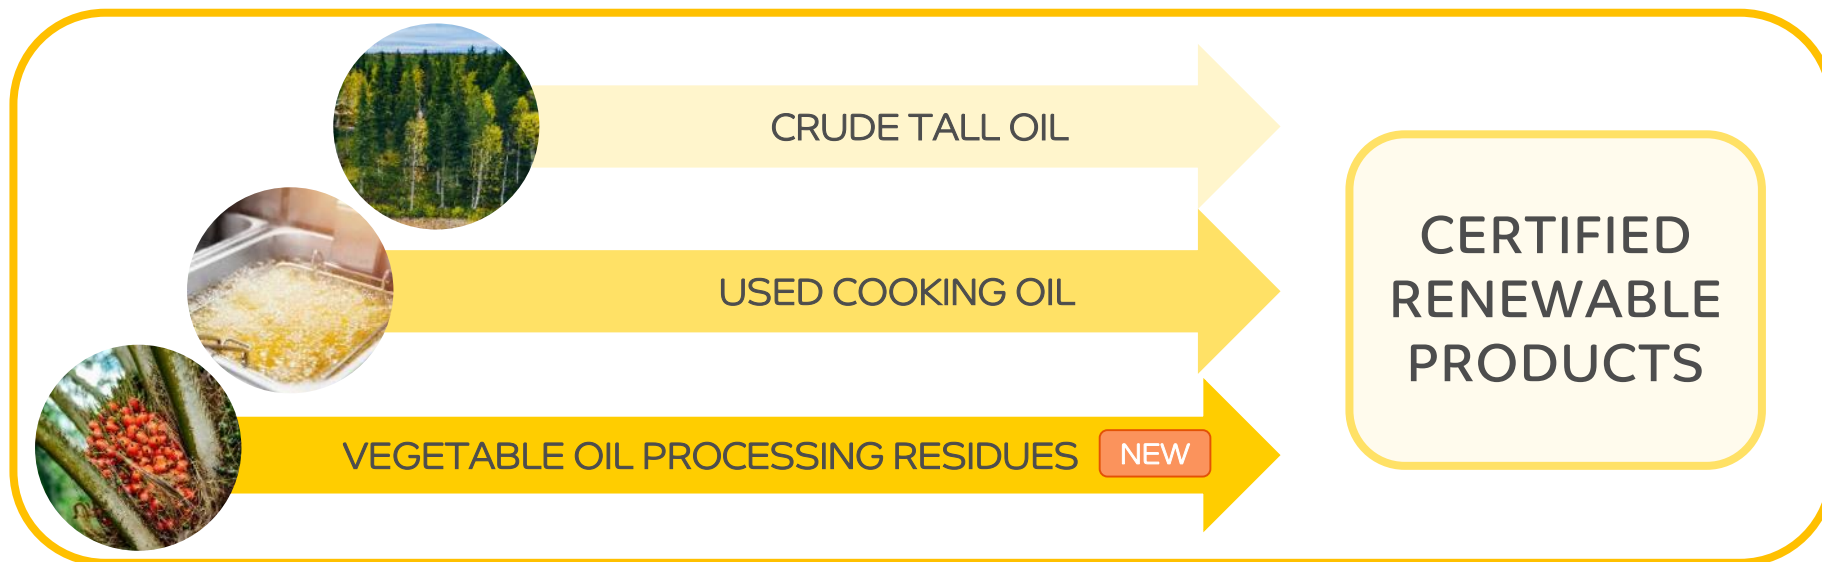 CRUDE TALL OIL
USED COOKING OIL
VEGETABLE OIL PROCESSING RESIDUES NEW
CERTIFIED
RENEWABLE
PRODUCTS